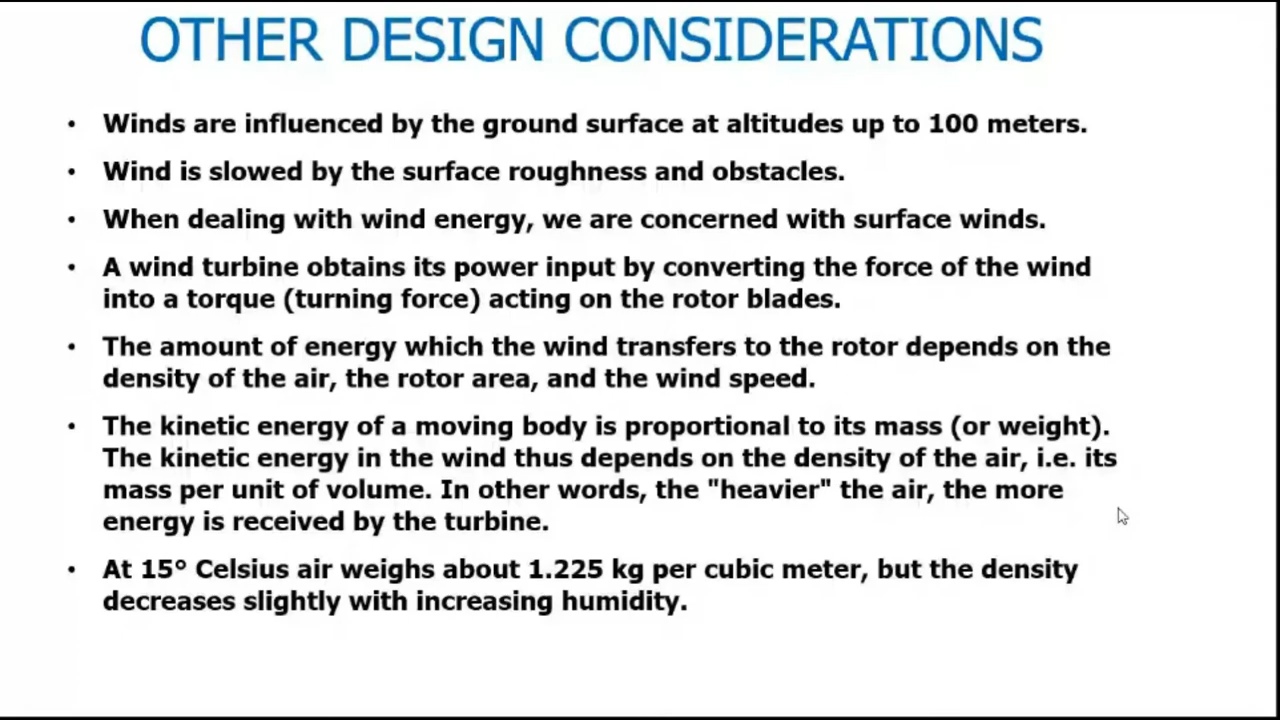 OTHER DESIGN CONSIDERATIONS
• Winds are influenced by the ground surface at altitudes up to 100 meters.
• Wind is slowed by the surface roughness and obstacles.
• When dealing with wind energy, we are concerned with surface winds.
• A wind turbine obtains its power input by converting the force of the wind
into a torque (turning force) acting on the rotor blades.
• The amount of energy which the wind transfers to the rotor depends on the
density of the air, the rotor area, and the wind speed.
• The kinetic energy of a moving body is proportional to its mass (or weight).
The kinetic energy in the wind thus depends on the density of the air, i.e. its
mass per unit of volume. In other words, the "heavier" the air, the more
energy is received by the turbine.
• At 15° Celsius air weighs about 1.225 kg per cubic meter, but the density
decreases slightly with increasing humidity.